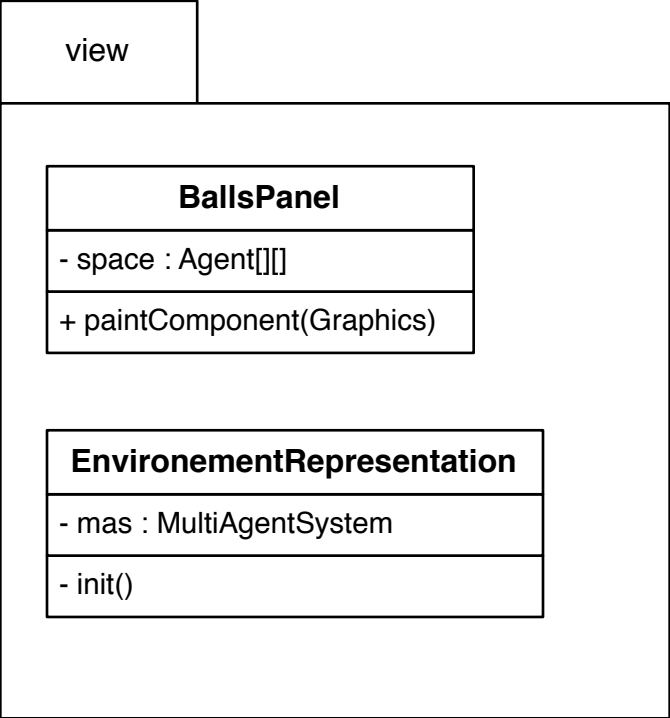 view
BallsPanel
- space : Agent[][]
+ paintComponent(Graphics)
EnvironementRepresentation
- mas : MultiAgentSystem
- init()